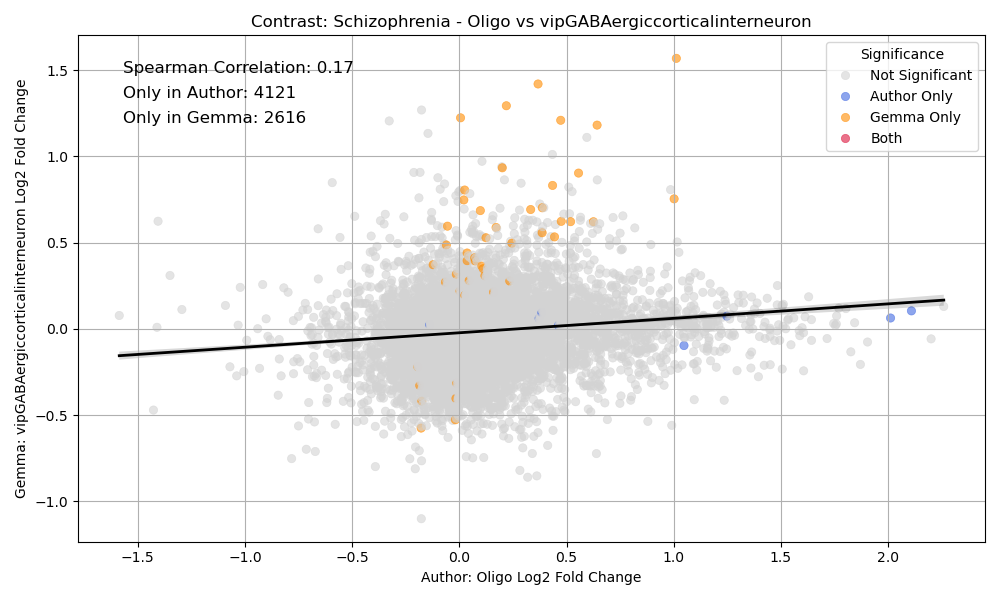 Contrast: Schizophrenia - Oligo vs vipGABAergiccorticalinterneuron
Spearman Correlation: 0.17
Only in Author: 4121
Only in Gemma: 2616
Significance
Not Significant
Author Only
Gemma Only
Both
Gemma: vipGABAergiccorticalinterneuron Log2 Fold Change
1.5
1.0
0.5
0.0
−0.5
−1.0
−1.5 −1.0 −0.5 0.0 0.5 1.0 1.5 2.0
Author: Oligo Log2 Fold Change